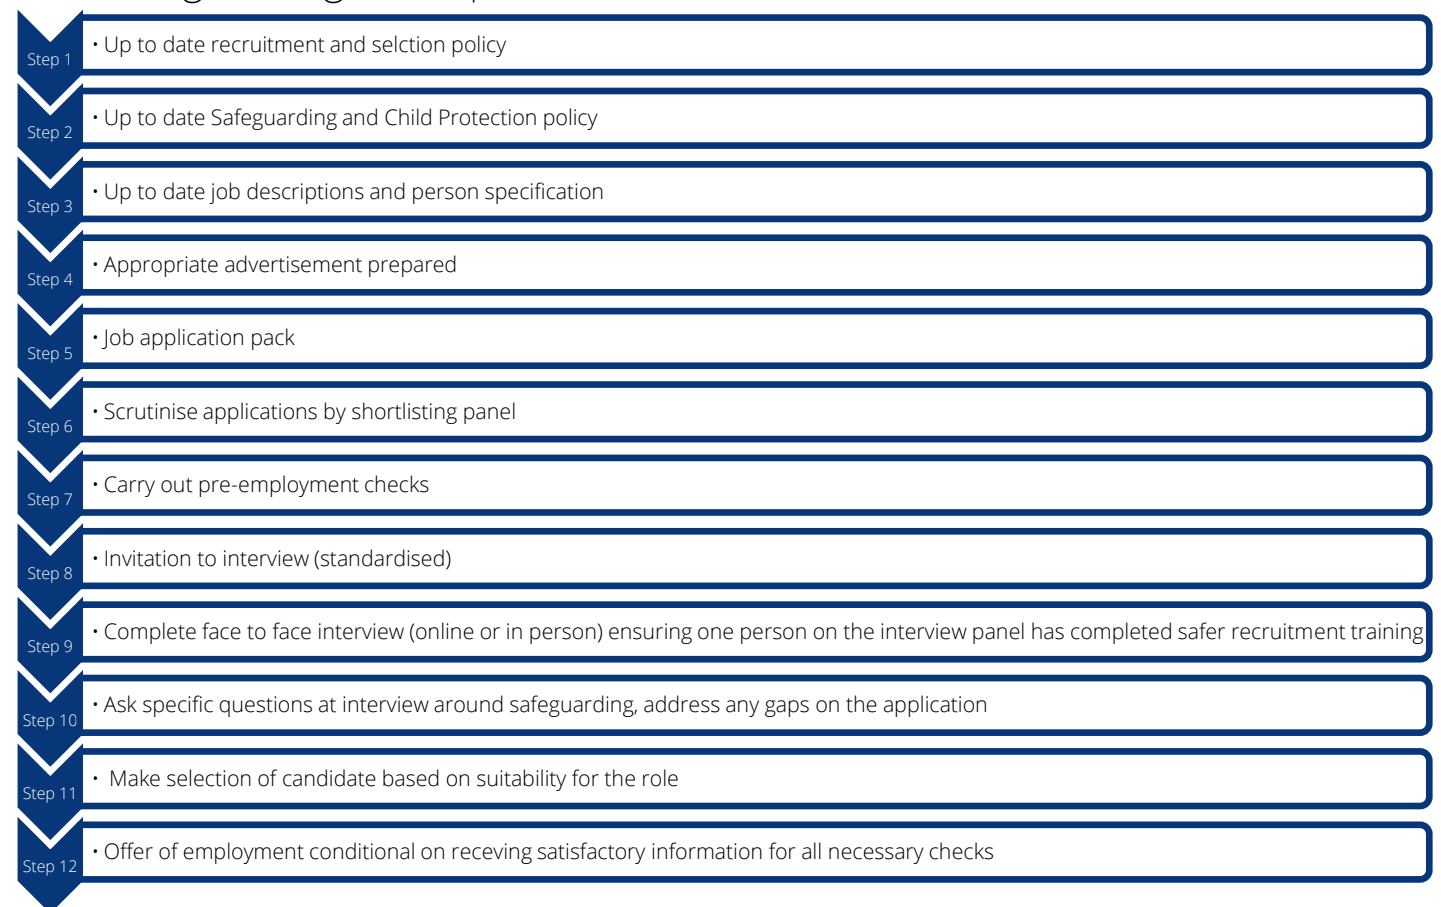 Step 1
• Up to date recruitment and selction policy
Step 2
• Up to date Safeguarding and Child Protection policy
Step 3
• Up to date job descriptions and person specification
Step 4
• Appropriate advertisement prepared
Step 5
• Job application pack
Step 6
• Scrutinise applications by shortlisting panel
Step 7
• Carry out pre-employment checks
Step 8
• Invitation to interview (standardised)
Step 9
• Complete face to face interview (online or in person) ensuring one person on the interview panel has completed safer recruitment training
Step 10
• Ask specific questions at interview around safeguarding, address any gaps on the application
Step 11
• Make selection of candidate based on suitability for the role
Step 12
• Offer of employment conditional on receving satisfactory information for all necessary checks